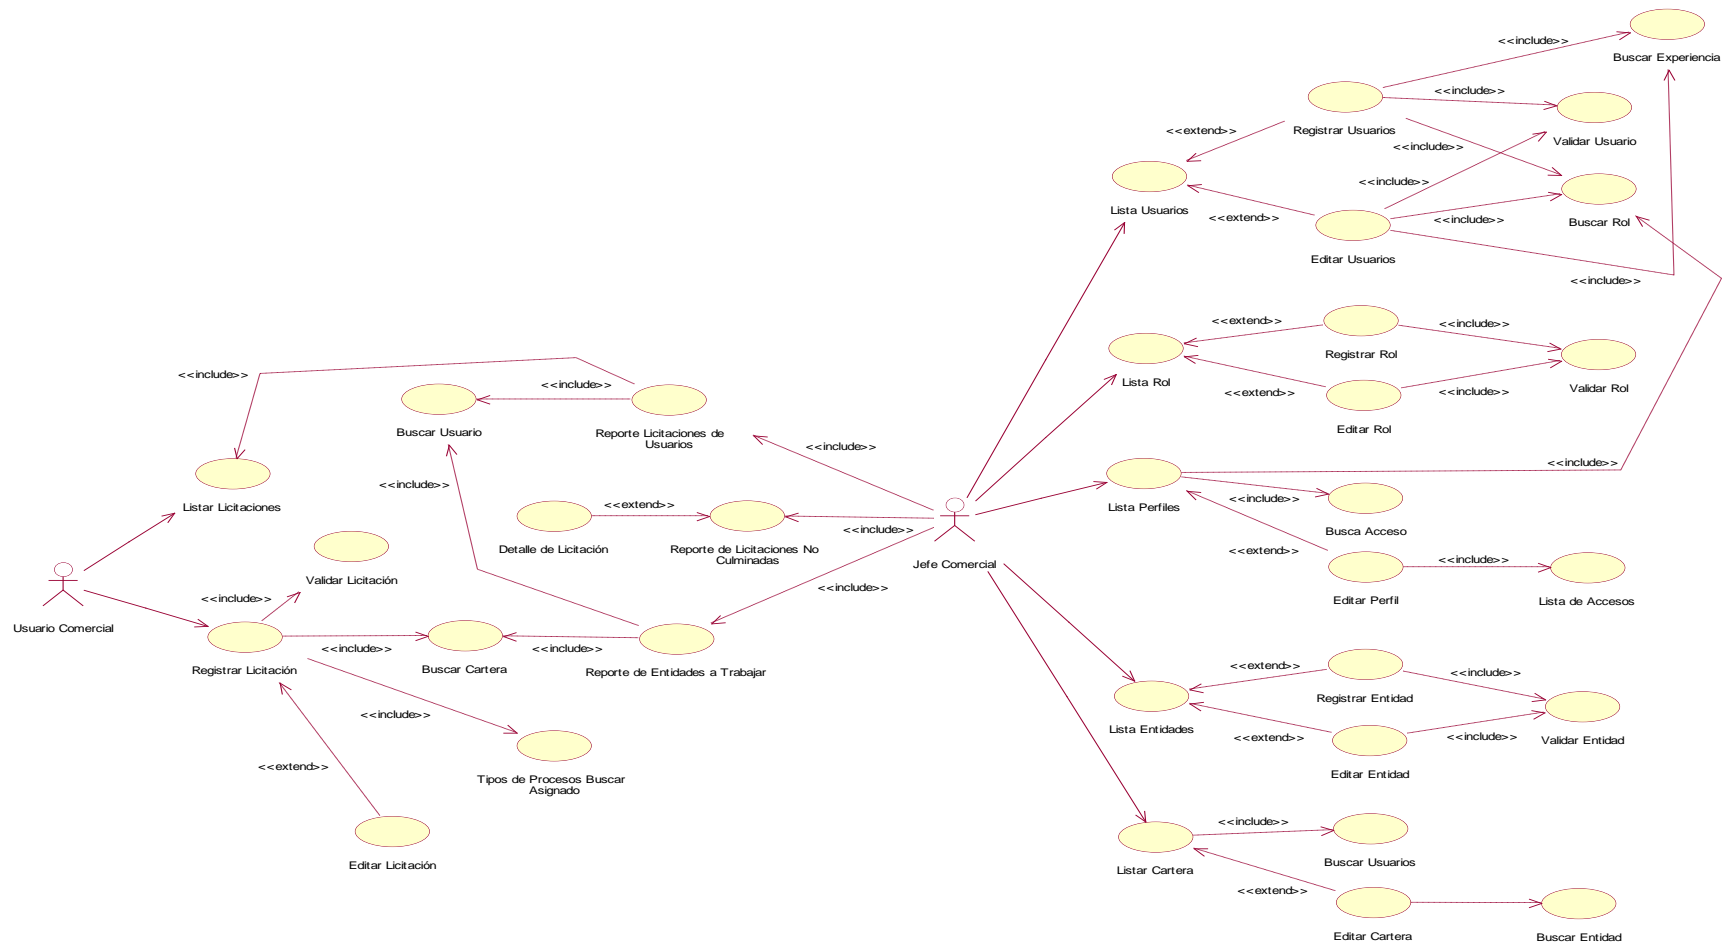 <<include>>
Buscar Experiencia
<<include>>
Registrar Usuarios
<<extend>>
Validar Usuario
<<include>>
Lista Usuarios
<<include>>
<<extend>>
<<include>>
Buscar Rol
Editar Usuarios
<<include>>
<<extend>>
<<include>>
Registrar Rol
Lista Rol
Validar Rol
<<extend>>
<<include>>
Editar Rol
<<include>>
<<include>>
Buscar Usuario
Reporte Licitaciones de
Usuarios
<<include>>
<<include>>
<<include>>
Listar Licitaciones
<<extend>>
Detalle de Licitación
Reporte de Licitaciones No
Culminadas
<<include>>
Jefe Comercial
Lista Perfiles
<<include>>
Busca Acceso
<<extend>>
<<include>>
Editar Perfil
Lista de Accesos
Validar Licitación
<<include>>
<<include>>
Usuario Comercial
Registrar Licitación
<<include>>
Buscar Cartera
<<include>>
Reporte de Entidades a Trabajar
<<include>>
<<extend>>
Tipos de Procesos Buscar
Asignado
Editar Licitación
<<extend>>
<<include>>
Registrar Entidad
Lista Entidades
<<extend>>
<<include>>
Validar Entidad
Editar Entidad
<<include>>
Buscar Usuarios
Listar Cartera
<<extend>>
Editar Cartera
Buscar Entidad